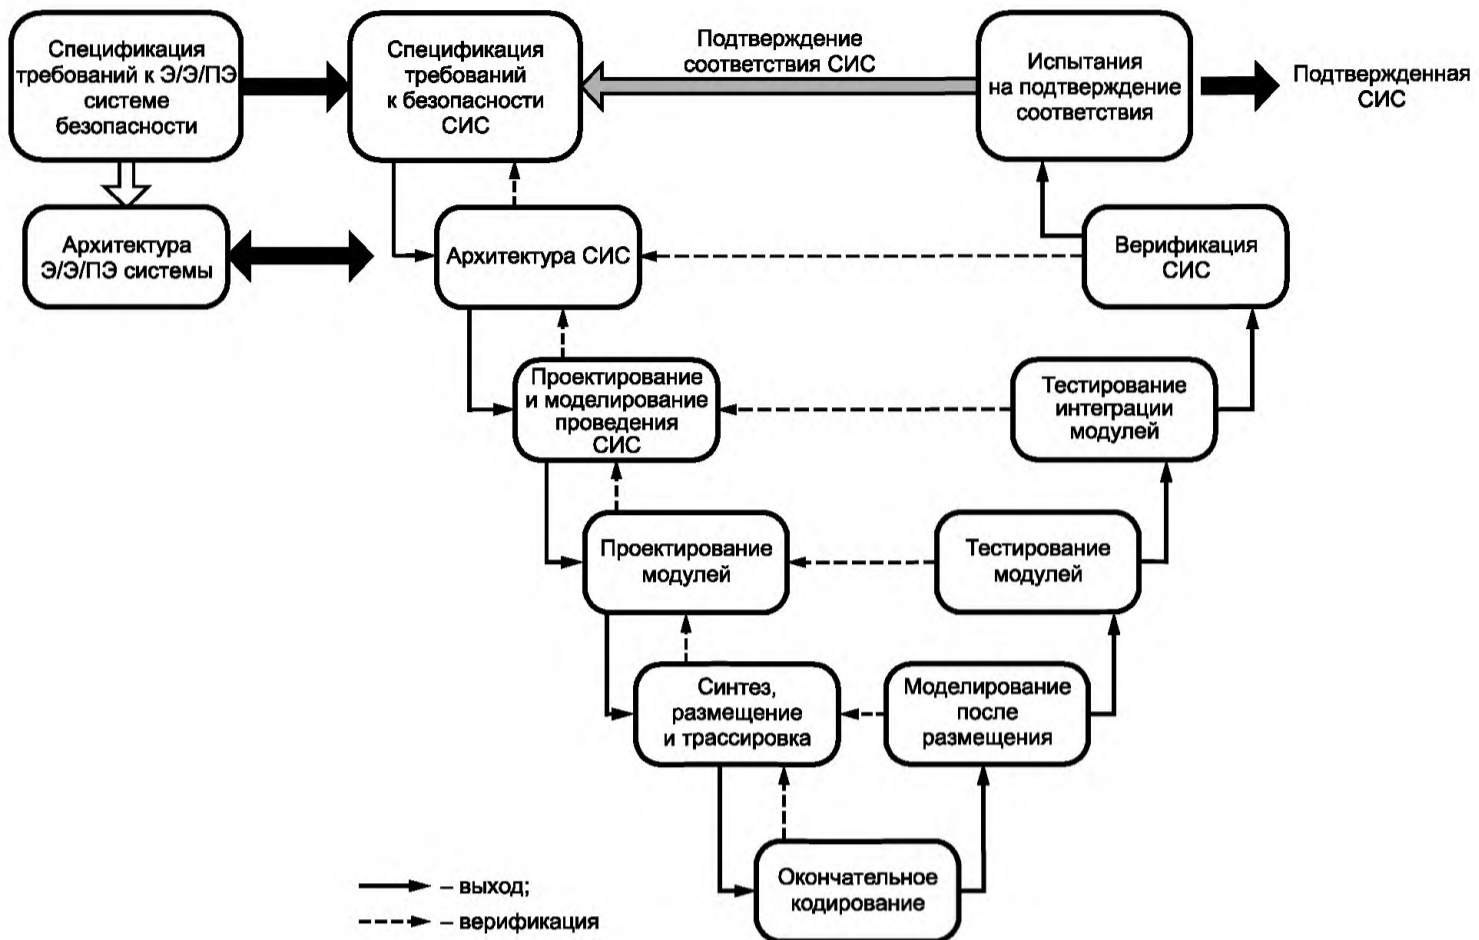 Спецификация
требований к Э/Э/ПЭ
системе
безопасности
Спецификация
требований
к безопасности
СИС
Подтверждение
соответствия СИС
Испытания
на подтверждение
соответствия
Подтвержденная
СИС
Архитектура
Э/Э/ПЭ системы
Архитектура СИС
Верификация
СИС
Проектирование
и моделирование
проведения
СИС
Тестирование
интеграции
модулей
Проектирование
модулей
Тестирование
модулей
Синтез,
размещение
и трассировка
Моделирование
после
размещения
Окончательное
кодирование
– выход;
– верификация